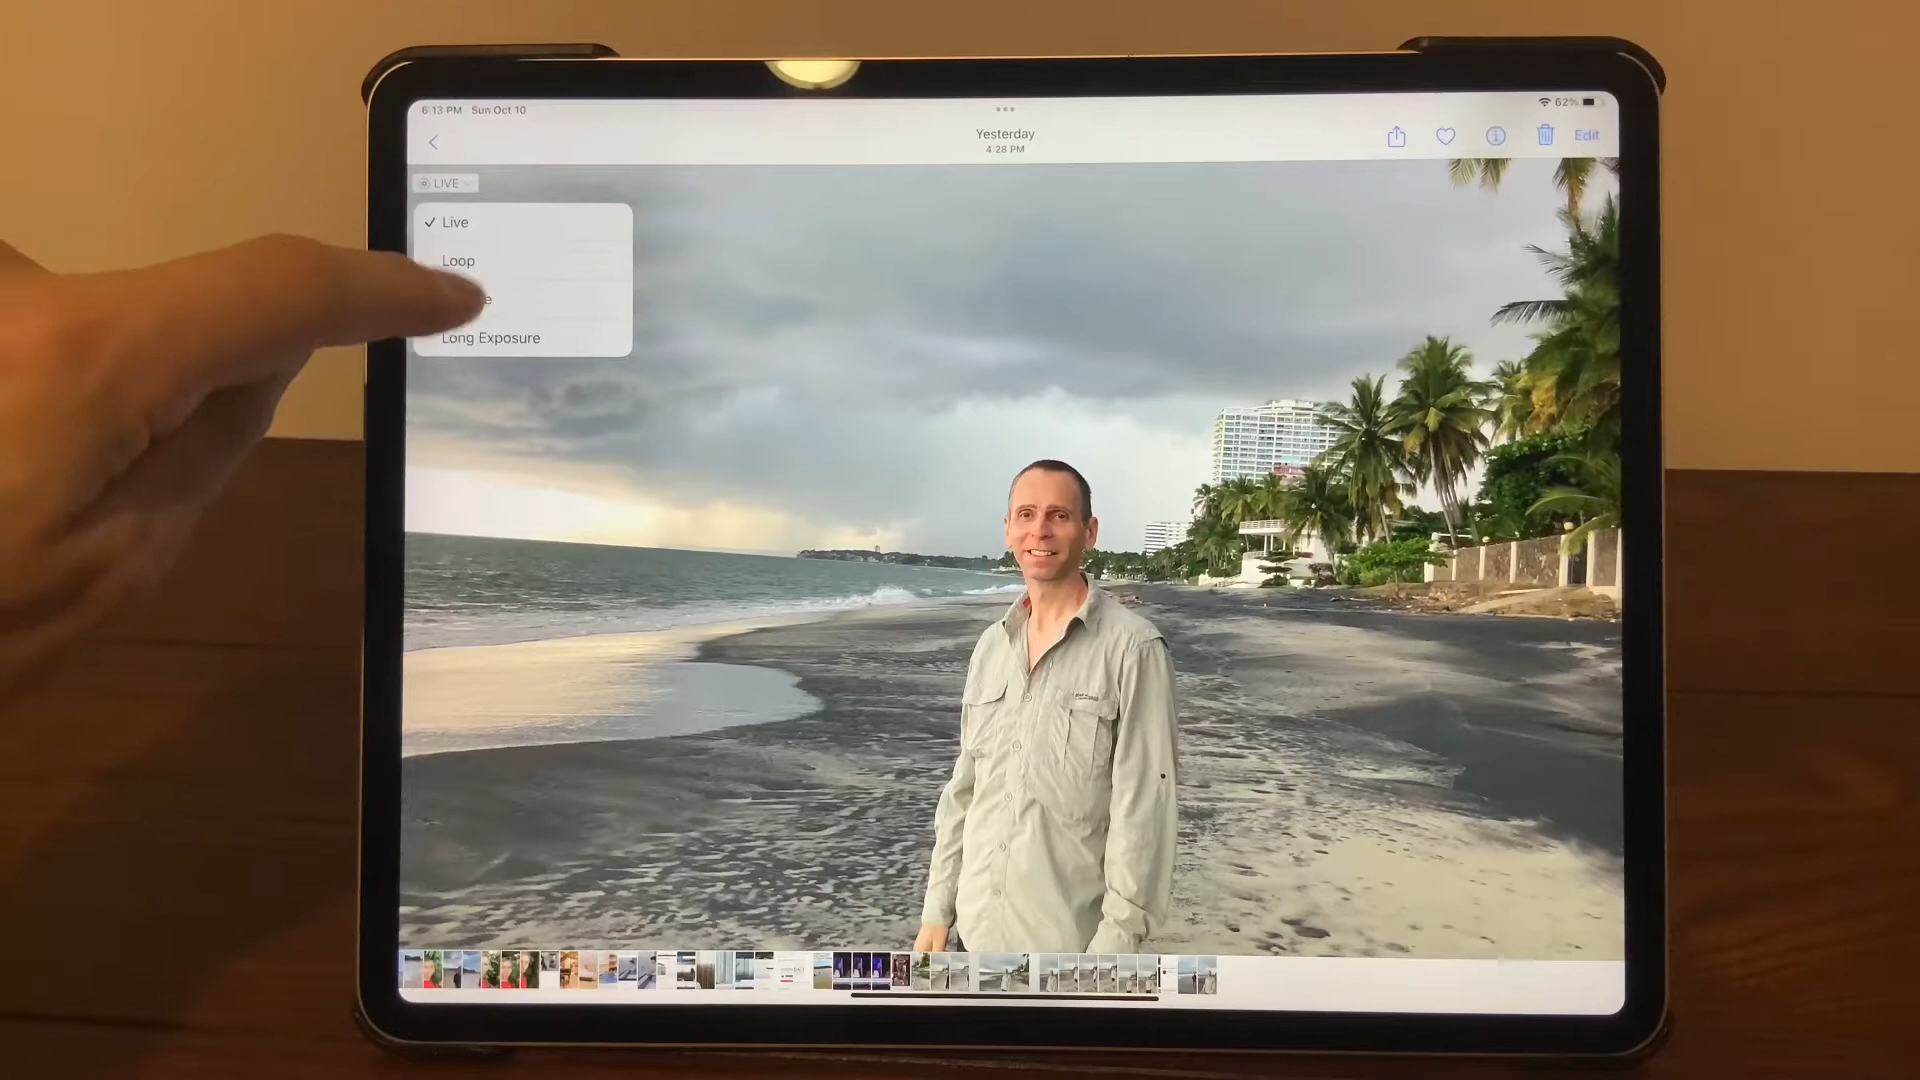 6:13 PM Sun Oct 10
62%
Yesterday
4:28 PM
Edit
LIVE
Live
Loop
e
Long Exposure